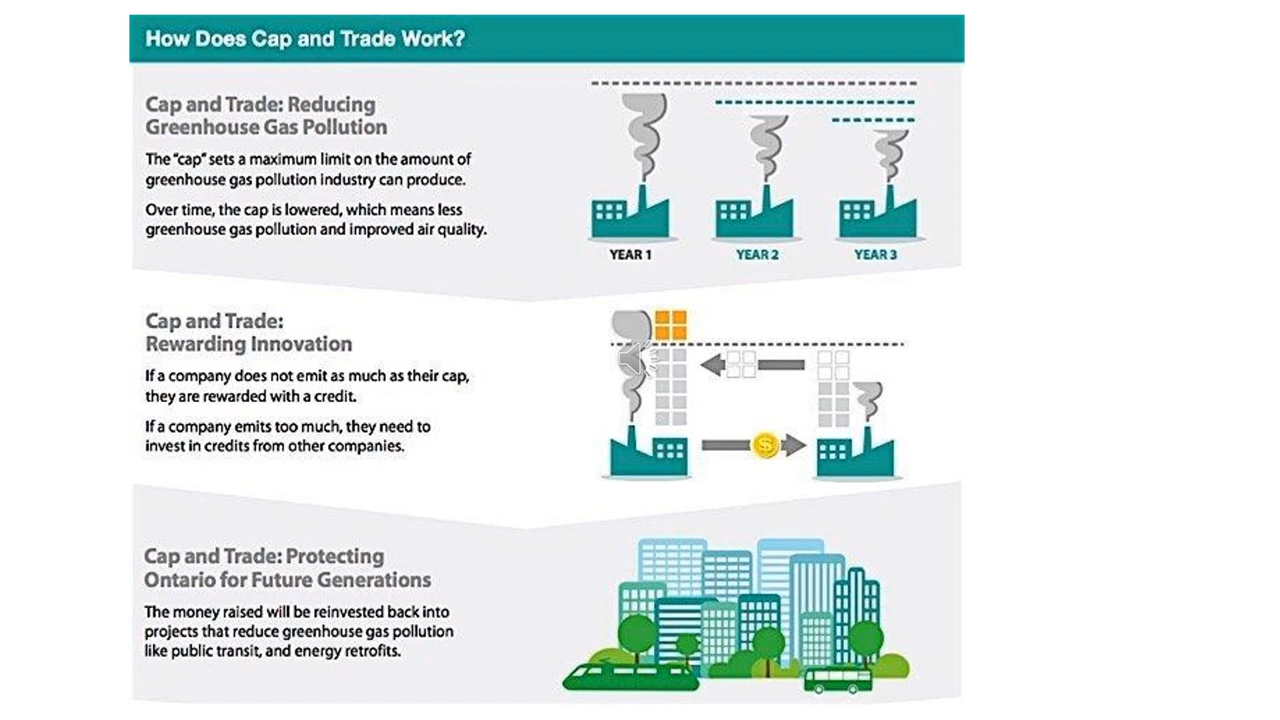 How Does Cap and Trade Work?
Cap and Trade: Reducing
Greenhouse Gas Pollution
The "cap" sets a maximum limit on the amount of
greenhouse gas pollution industry can produce.
Over time, the cap is lowered, which means less
greenhouse gas pollution and improved air quality.
YEAR 1
YEAR 2
YEAR 3
Cap and Trade:
Rewarding Innovation
If a company does not emit as much as their cap,
they are rewarded with a credit.
If a company emits too much, they need to
invest in credits from other companies.
$
Cap and Trade: Protecting
Ontario for Future Generations
The money raised will be reinvested back into
projects that reduce greenhouse gas pollution
like public transit, and energy retrofits.